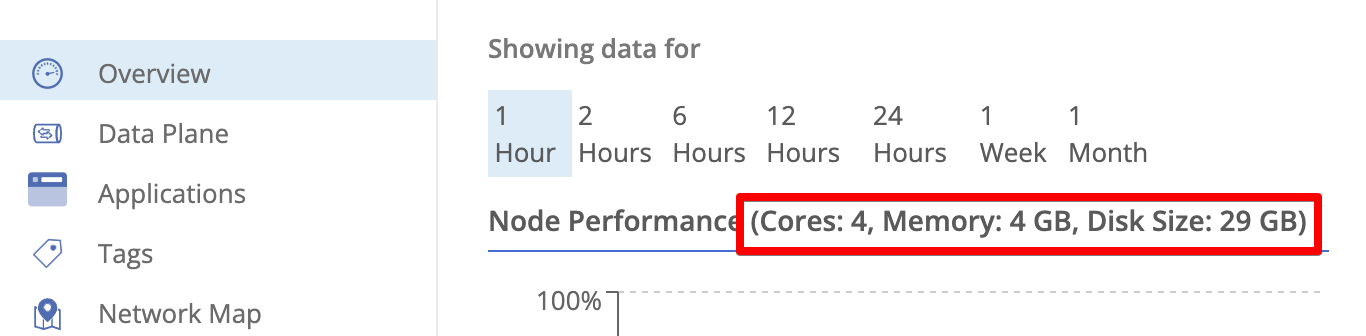 Overview
Data Plane
Applications
Tags
Network Map
Showing data for
1 Hour
2 Hours
6 Hours
12 Hours
24 Hours
1 Week
1 Month
Node Performance (Cores: 4, Memory: 4 GB, Disk Size: 29 GB)
100%